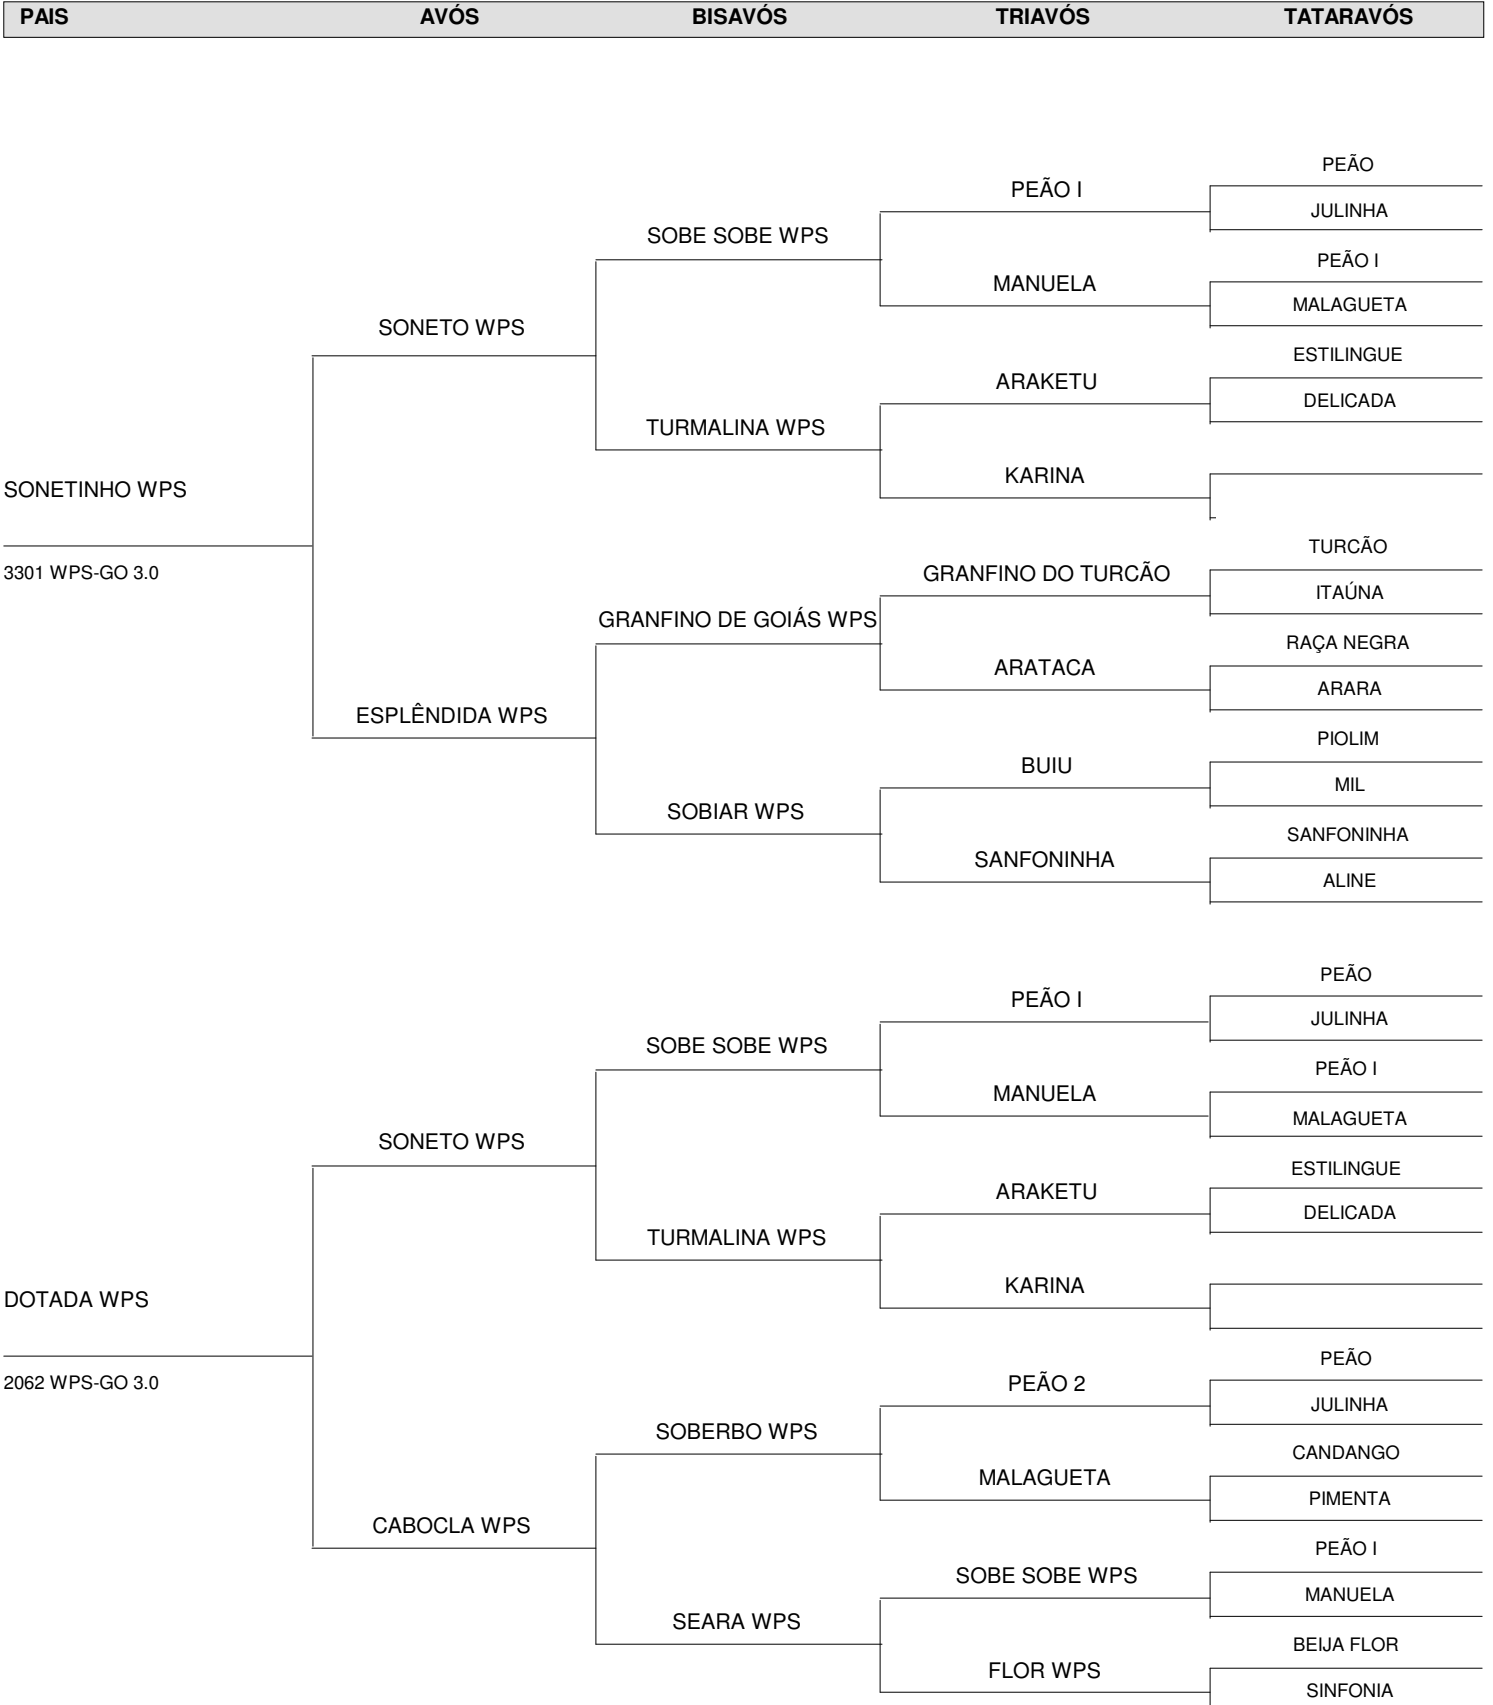 PAIS AVÓS BISAVÓS TRIAVÓS TATARAVÓS
PEÃO
PEÃO I
JULINHA
SOBE SOBE WPS
PEÃO I
MANUELA
MALAGUETA
SONETO WPS
ESTILINGUE
ARAKETU
DELICADA
TURMALINA WPS
KARINA
SONETINHO WPS
TURCÃO
3301 WPS-GO 3.0
GRANFINO DO TURCÃO
ITAÚNA
GRANFINO DE GOIÁS WPS
RAÇA NEGRA
ARATACA
ARARA
ESPLÊNDIDA WPS
PIOLIM
BUIU
MIL
SOBIAR WPS
SANFONINHA
SANFONINHA
ALINE
PEÃO
PEÃO I
JULINHA
SOBE SOBE WPS
PEÃO I
MANUELA
MALAGUETA
SONETO WPS
ESTILINGUE
ARAKETU
DELICADA
TURMALINA WPS
KARINA
DOTADA WPS
PEÃO
2062 WPS-GO 3.0
PEÃO 2
JULINHA
SOBERBO WPS
CANDANGO
MALAGUETA
PIMENTA
CABOCLA WPS
PEÃO I
SOBE SOBE WPS
MANUELA
SEARA WPS
BEIJA FLOR
FLOR WPS
SINFONIA